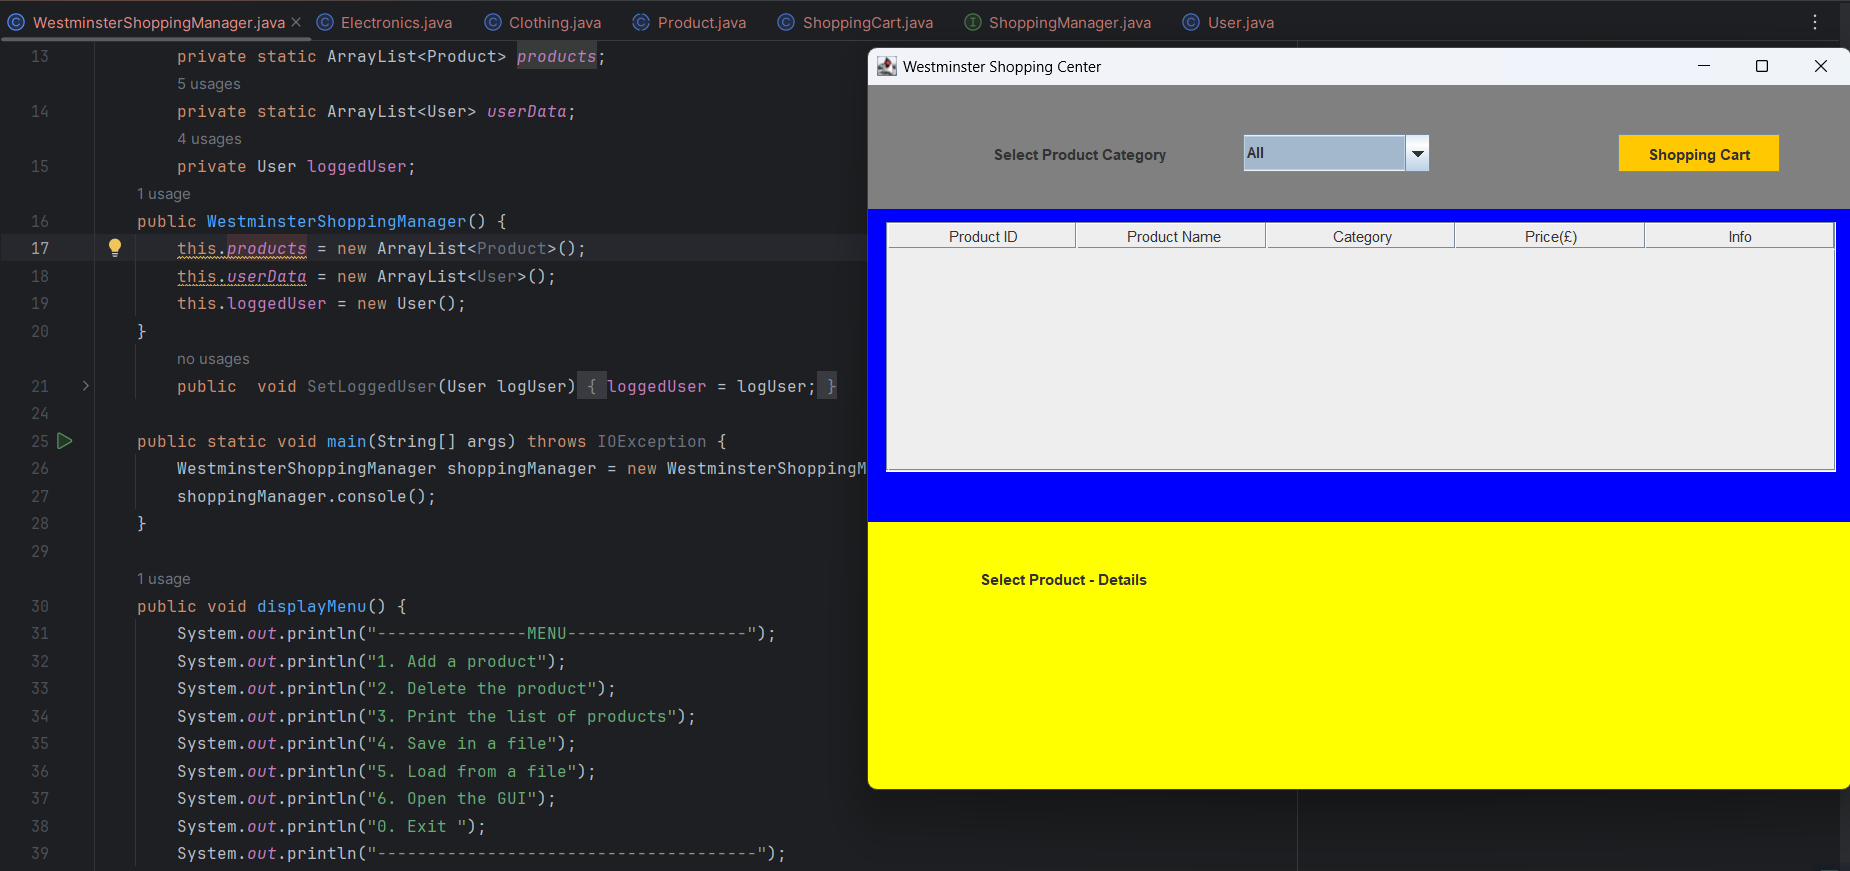 WestminsterShoppingManager.java Electronics.java Clothing.java Product.java ShoppingCart.java ShoppingManager.java User.java
13 private static ArrayList<Product> products;
5 usages
14 private static ArrayList<User> userData;
4 usages
15 private User loggedUser;
1 usage
16 public WestminsterShoppingManager() {
17 this.products = new ArrayList<Product>();
18 this.userData = new ArrayList<User>();
19 this.loggedUser = new User();
20 }
no usages
21 public  void SetLoggedUser(User logUser) { loggedUser = logUser; }
24
25 public static void main(String[] args) throws IOException {
26 WestminsterShoppingManager shoppingManager = new WestminsterShoppingM
27 shoppingManager.console();
28 }
29
1 usage
30 public void displayMenu() {
31 System.out.println("---------------MENU------------------");
32 System.out.println("1. Add a product");
33 System.out.println("2. Delete the product");
34 System.out.println("3. Print the list of products");
35 System.out.println("4. Save in a file");
36 System.out.println("5. Load from a file");
37 System.out.println("6. Open the GUI");
38 System.out.println("0. Exit ");
39 System.out.println("--------------------------------------");
Westminster Shopping Center
Select Product Category All Shopping Cart
Product ID Product Name Category Price(£) Info
Select Product - Details